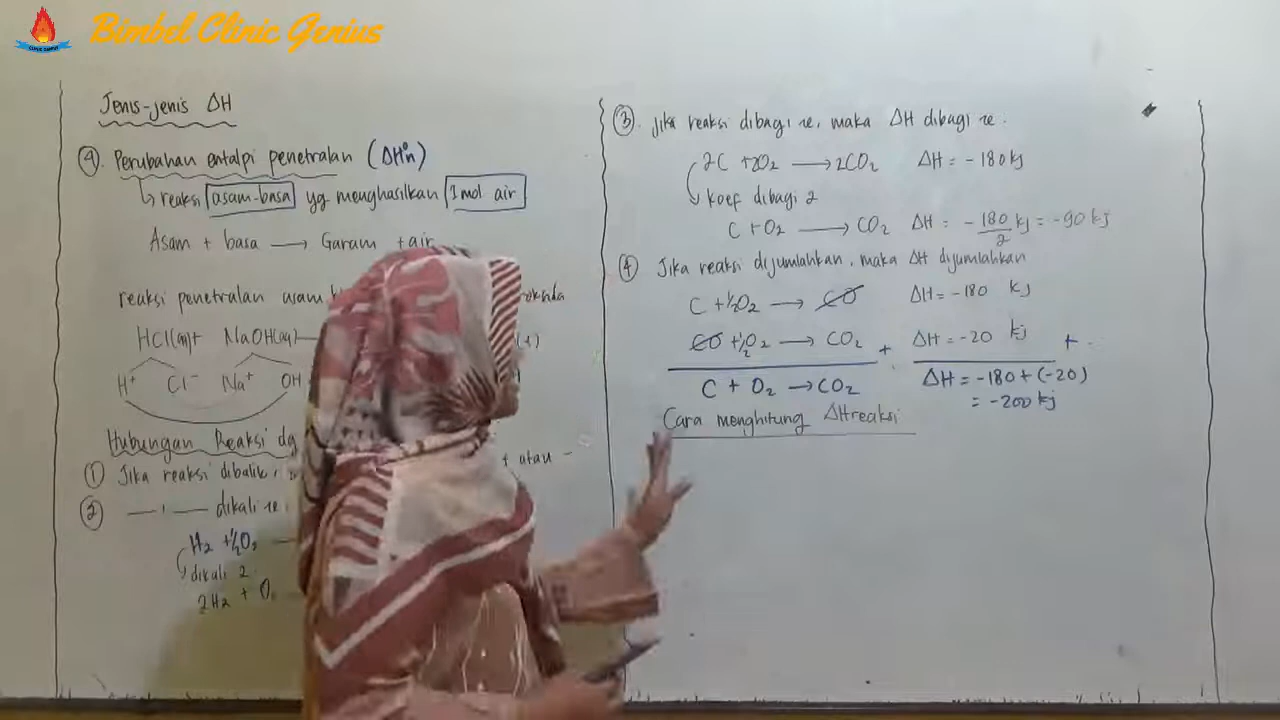 Bimbel Clinic Genius
Jenis-jenis ΔH
④. Perubahan entalpi penetralan (ΔH°n)
↳ reaksi asam-basa yg menghasilkan 1 mol air
Asam + basa ⟶ Garam + air
reaksi penetralan asam
HCl(aq) + NaOH(aq)
H⁺ Cl⁻ Na⁺ OH
Hubungan Reaksi dg
① Jika reaksi dibalik, + atau −
② —〃— dikali x.
H₂ + ½O₂
dikali 2
2H₂ + O₂
③. Jika reaksi dibagi x, maka ΔH dibagi x.
2C + 2O₂ ⟶ 2CO₂ ΔH = -180 kj
koef dibagi 2
C + O₂ ⟶ CO₂ ΔH = -180/2 kj = -90 kj
④ Jika reaksi dijumlahkan, maka ΔH dijumlahkan
C + ½O₂ ⟶ CO ΔH = -180 kj
CO + ½O₂ ⟶ CO₂ + ΔH = -20 kj +
C + O₂ → CO₂ ΔH = -180 + (-20)
= -200 kj
Cara menghitung ΔH reaksi